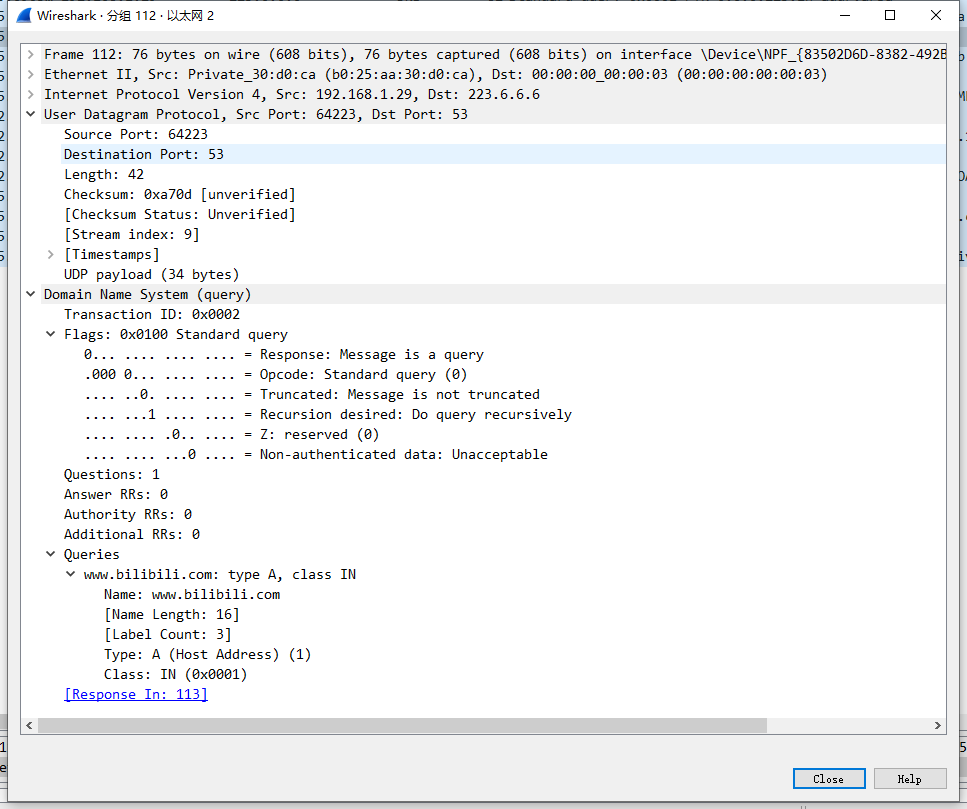 Wireshark · 分组 112 · 以太网 2
Frame 112: 76 bytes on wire (608 bits), 76 bytes captured (608 bits) on interface \Device\NPF_{83502D6D-8382-492B
Ethernet II, Src: Private_30:d0:ca (b0:25:aa:30:d0:ca), Dst: 00:00:00_00:00:03 (00:00:00:00:00:03)
Internet Protocol Version 4, Src: 192.168.1.29, Dst: 223.6.6.6
User Datagram Protocol, Src Port: 64223, Dst Port: 53
Source Port: 64223
Destination Port: 53
Length: 42
Checksum: 0xa70d [unverified]
[Checksum Status: Unverified]
[Stream index: 9]
[Timestamps]
UDP payload (34 bytes)
Domain Name System (query)
Transaction ID: 0x0002
Flags: 0x0100 Standard query
0... .... .... .... = Response: Message is a query
.000 0... .... .... = Opcode: Standard query (0)
.... ..0. .... .... = Truncated: Message is not truncated
.... ...1 .... .... = Recursion desired: Do query recursively
.... .... .0.. .... = Z: reserved (0)
.... .... ...0 .... = Non-authenticated data: Unacceptable
Questions: 1
Answer RRs: 0
Authority RRs: 0
Additional RRs: 0
Queries
www.bilibili.com: type A, class IN
Name: www.bilibili.com
[Name Length: 16]
[Label Count: 3]
Type: A (Host Address) (1)
Class: IN (0x0001)
[Response In: 113]
Close
Help